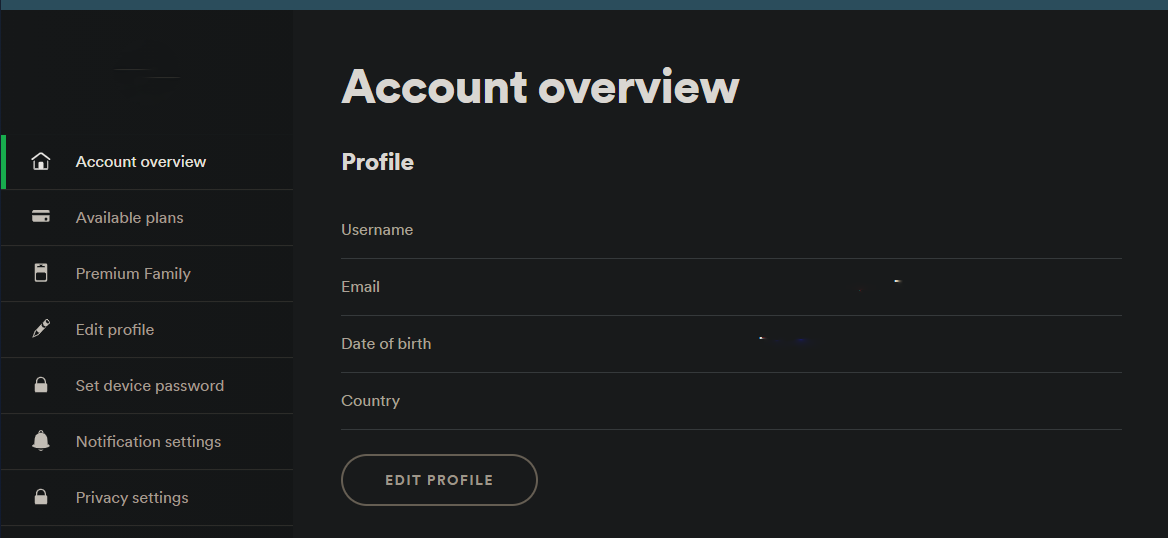 Account overview
Available plans
Premium Family
Edit profile
Set device password
Notification settings
Privacy settings
Account overview
Profile
Username
Email
Date of birth
Country
EDIT PROFILE